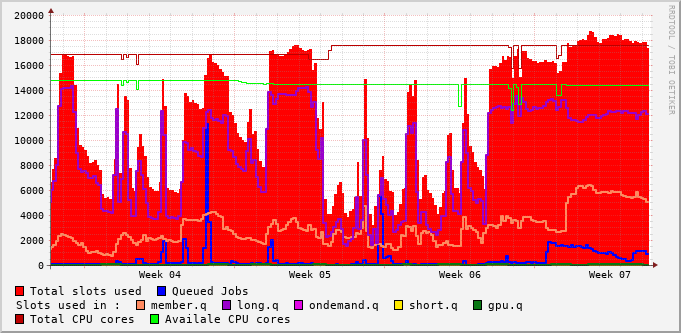 20000
18000
16000
14000
12000
10000
8000
6000
4000
2000
0
Week 04 Week 05 Week 06 Week 07
RRDTOOL / TOBI OETIKER
Total slots used Queued Jobs
Slots used in : member.q long.q ondemand.q short.q gpu.q
Total CPU cores Availale CPU cores